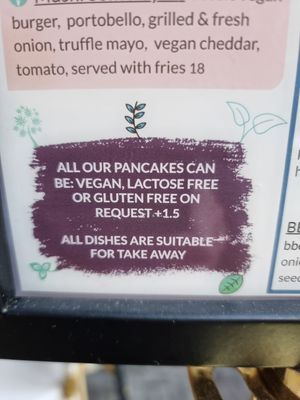 vegan
burger, portobello, grilled & fresh
onion, truffle mayo, vegan cheddar,
tomato, served with fries 18
ALL OUR PANCAKES CAN
BE: VEGAN, LACTOSE FREE
OR GLUTEN FREE ON
REQUEST +1.5
ALL DISHES ARE SUITABLE
FOR TAKE AWAY